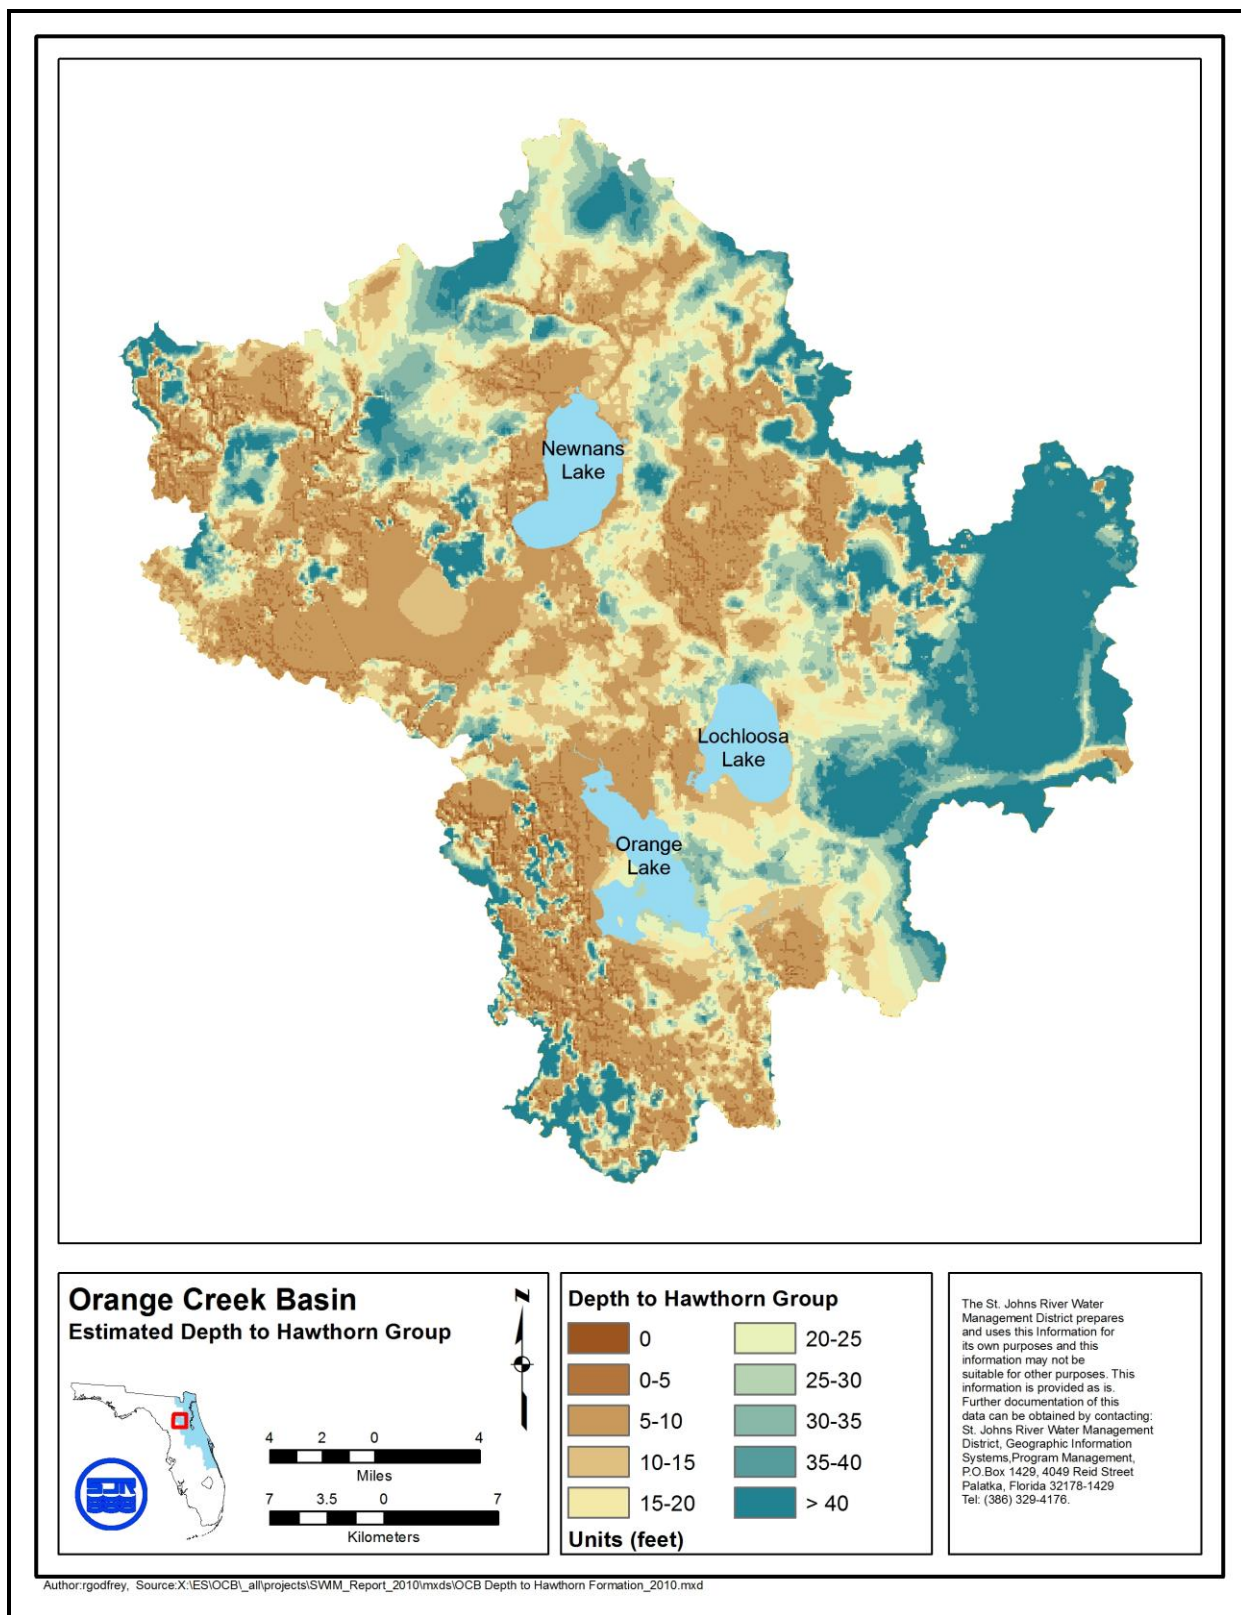 Newnans
Lake
Lochloosa
Lake
Orange
Lake
Orange Creek Basin
Estimated Depth to Hawthorn Group
N
4 2 0 4
Miles
7 3.5 0 7
Kilometers
SJR
Depth to Hawthorn Group
0
0-5
5-10
10-15
15-20
20-25
25-30
30-35
35-40
> 40
Units (feet)
The St. Johns River Water
Management District prepares
and uses this Information for
its own purposes and this
information may not be
suitable for other purposes. This
information is provided as is.
Further documentation of this
data can be obtained by contacting:
St. Johns River Water Management
District, Geographic Information
Systems,Program Management,
P.O.Box 1429, 4049 Reid Street
Palatka, Florida 32178-1429
Tel: (386) 329-4176.
Author:rgodfrey, Source:X:\ES\OCB\_all\projects\SWIM_Report_2010\mxds\OCB Depth to Hawthorn Formation_2010.mxd